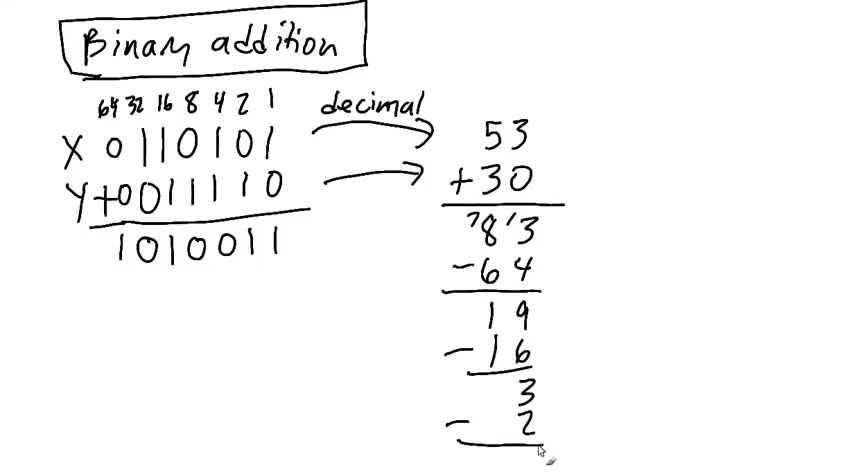 Binary addition
64 32 16 8 4 2 1
X 0110101
Y +0011110
1010011
decimal
53
+30
7813
-64
19
-16
3
- 2